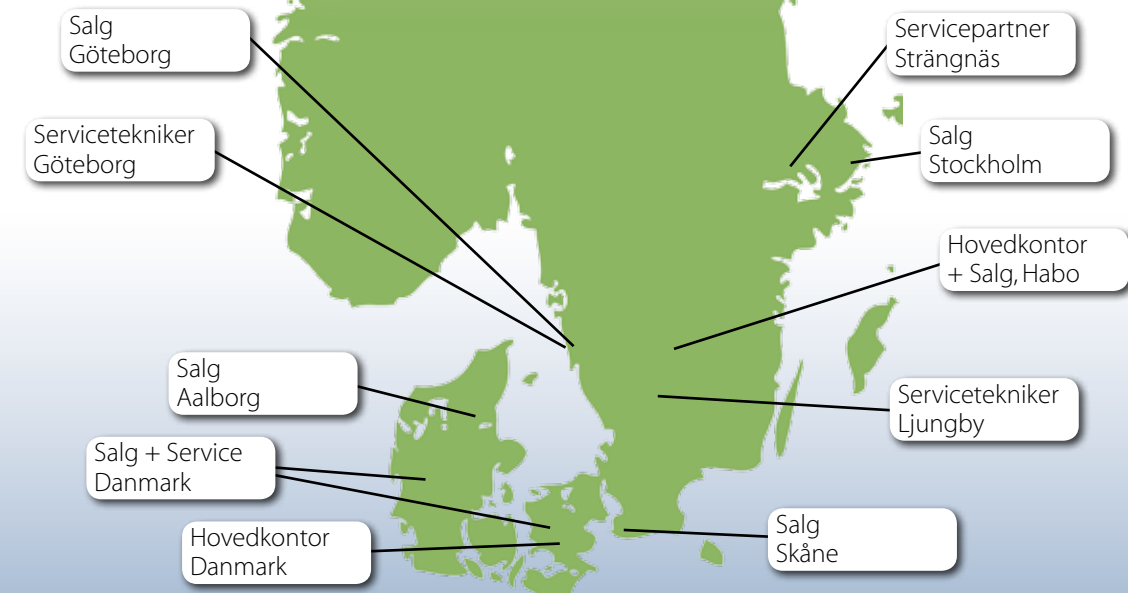 Salg
Göteborg
Servicepartner
Strängnäs
Servicetekniker
Göteborg
Salg
Stockholm
Hovedkontor
+ Salg, Habo
Salg
Aalborg
Servicetekniker
Ljungby
Salg + Service
Danmark
Salg
Skåne
Hovedkontor
Danmark